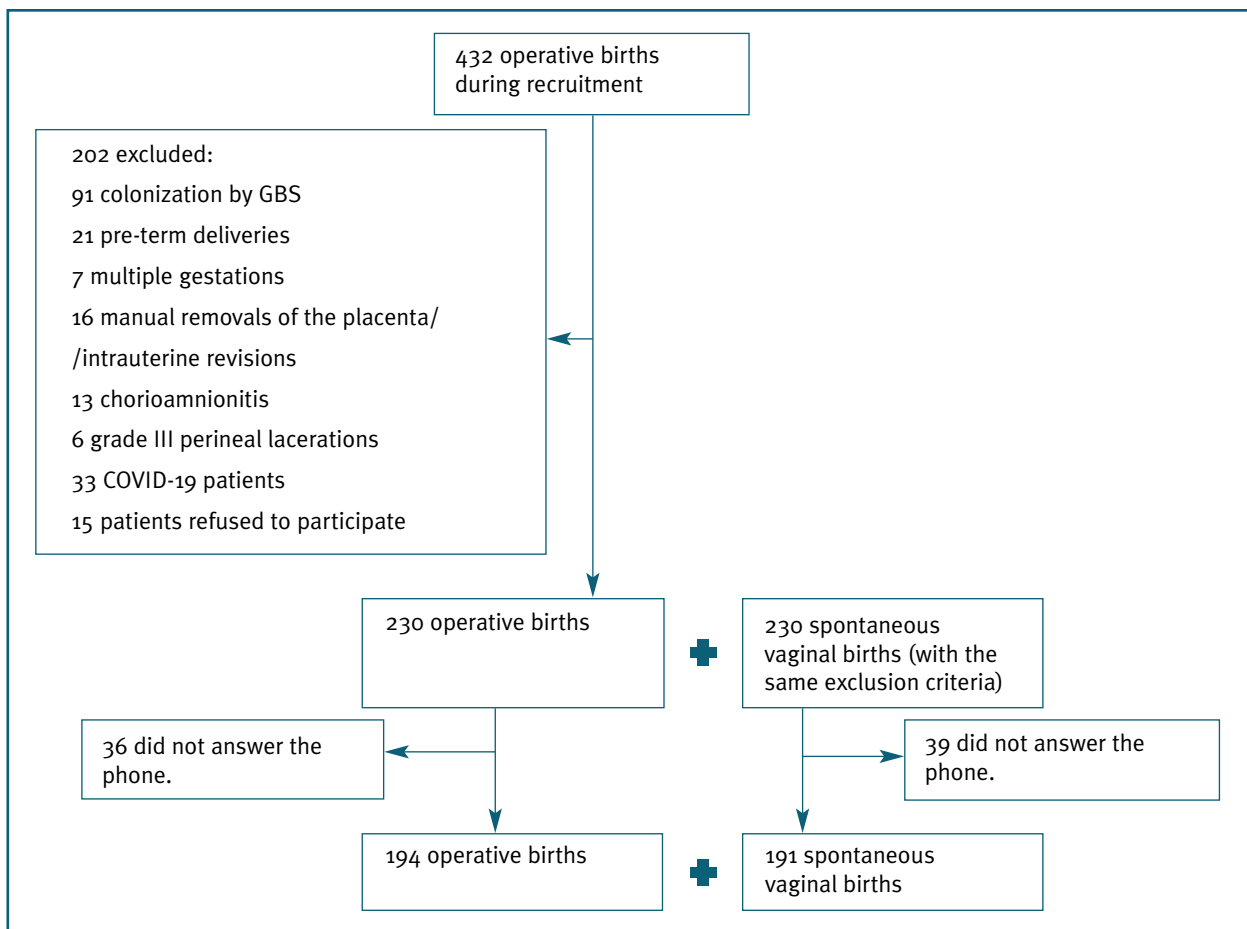 432 operative births
during recruitment
202 excluded:
91 colonization by GBS
21 pre-term deliveries
7 multiple gestations
16 manual removals of the placenta/
/intrauterine revisions
13 chorioamnionitis
6 grade III perineal lacerations
33 COVID-19 patients
15 patients refused to participate
230 operative births
230 spontaneous
vaginal births (with the
same exclusion criteria)
36 did not answer the
phone.
39 did not answer the
phone.
194 operative births
191 spontaneous
vaginal births